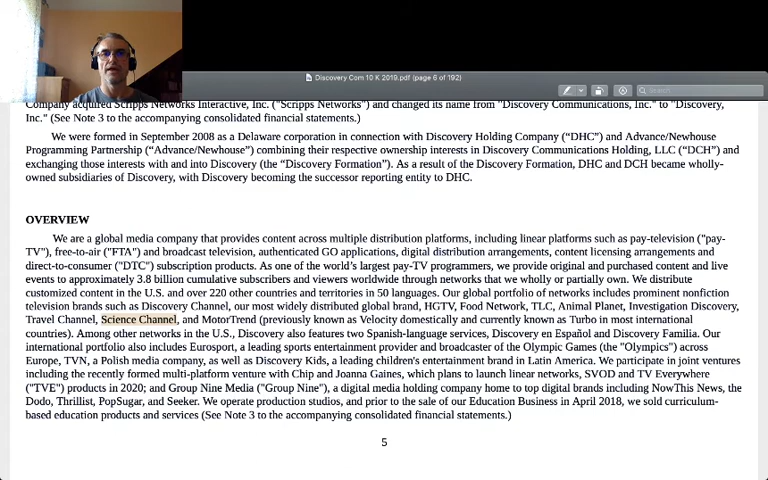 Discovery Com 10 K 2019.pdf (page 6 of 192)
Search
Company acquired Scripps Networks Interactive, Inc. ("Scripps Networks") and changed its name from "Discovery Communications, Inc." to "Discovery,
Inc." (See Note 3 to the accompanying consolidated financial statements.)
We were formed in September 2008 as a Delaware corporation in connection with Discovery Holding Company (“DHC”) and Advance/Newhouse
Programming Partnership (“Advance/Newhouse”) combining their respective ownership interests in Discovery Communications Holding, LLC (“DCH”) and
exchanging those interests with and into Discovery (the “Discovery Formation”). As a result of the Discovery Formation, DHC and DCH became wholly-
owned subsidiaries of Discovery, with Discovery becoming the successor reporting entity to DHC.
OVERVIEW
We are a global media company that provides content across multiple distribution platforms, including linear platforms such as pay-television ("pay-
TV"), free-to-air ("FTA") and broadcast television, authenticated GO applications, digital distribution arrangements, content licensing arrangements and
direct-to-consumer ("DTC") subscription products. As one of the world’s largest pay-TV programmers, we provide original and purchased content and live
events to approximately 3.8 billion cumulative subscribers and viewers worldwide through networks that we wholly or partially own. We distribute
customized content in the U.S. and over 220 other countries and territories in 50 languages. Our global portfolio of networks includes prominent nonfiction
television brands such as Discovery Channel, our most widely distributed global brand, HGTV, Food Network, TLC, Animal Planet, Investigation Discovery,
Travel Channel, Science Channel, and MotorTrend (previously known as Velocity domestically and currently known as Turbo in most international
countries). Among other networks in the U.S., Discovery also features two Spanish-language services, Discovery en Español and Discovery Familia. Our
international portfolio also includes Eurosport, a leading sports entertainment provider and broadcaster of the Olympic Games (the "Olympics") across
Europe, TVN, a Polish media company, as well as Discovery Kids, a leading children's entertainment brand in Latin America. We participate in joint ventures
including the recently formed multi-platform venture with Chip and Joanna Gaines, which plans to launch linear networks, SVOD and TV Everywhere
("TVE") products in 2020; and Group Nine Media ("Group Nine"), a digital media holding company home to top digital brands including NowThis News, the
Dodo, Thrillist, PopSugar, and Seeker. We operate production studios, and prior to the sale of our Education Business in April 2018, we sold curriculum-
based education products and services (See Note 3 to the accompanying consolidated financial statements.)
5